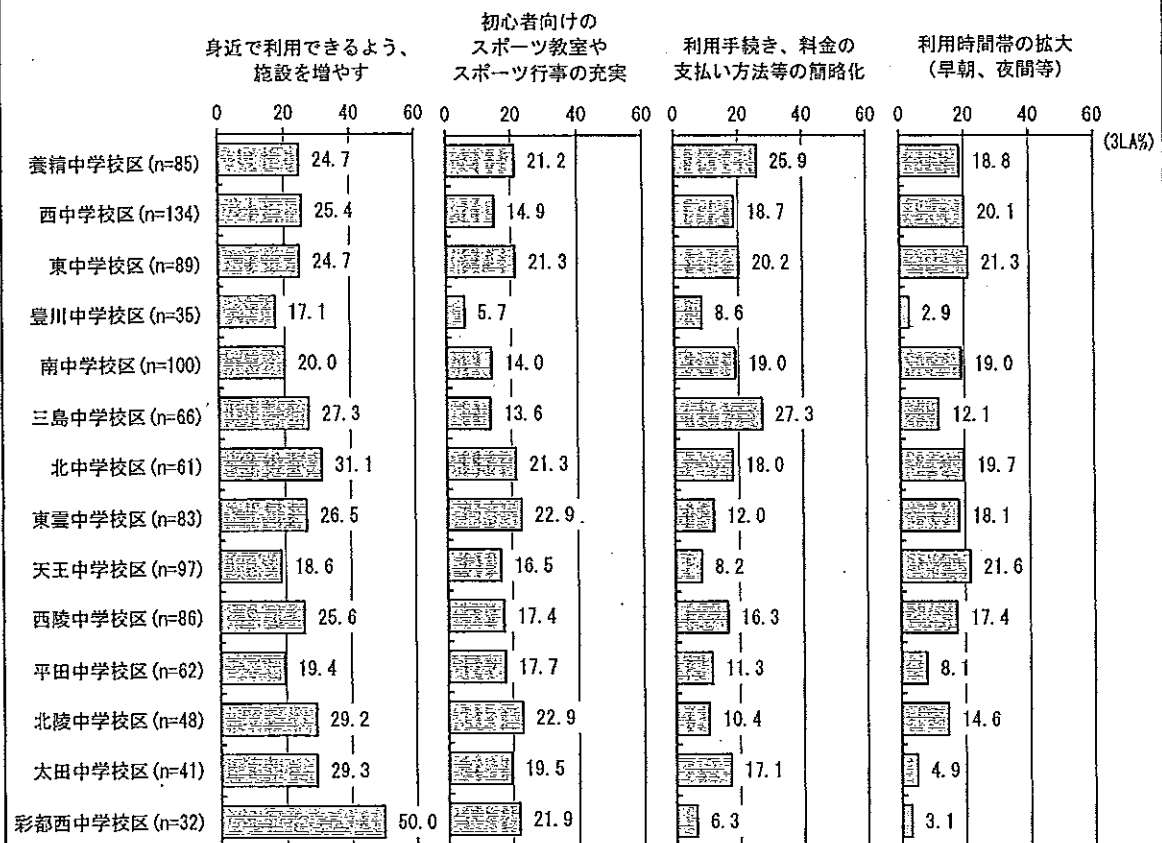 身近で利用できるよう、
施設を増やす
初心者向けの
スポーツ教室や
スポーツ行事の充実
利用手続き、料金の
支払い方法等の簡略化
利用時間帯の拡大
(早朝、夜間等)
0 20 40 60 0 20 40 60 0 20 40 60 0 20 40 60
(3LA%)
養精中学校区(n=85) 24.7 21.2 25.9 18.8
西中学校区(n=134) 25.4 14.9 18.7 20.1
東中学校区(n=89) 24.7 21.3 20.2 21.3
豊川中学校区(n=35) 17.1 5.7 8.6 2.9
南中学校区(n=100) 20.0 14.0 19.0 19.0
三島中学校区(n=66) 27.3 13.6 27.3 12.1
北中学校区(n=61) 31.1 21.3 18.0 19.7
東雲中学校区(n=83) 26.5 22.9 12.0 18.1
天王中学校区(n=97) 18.6 16.5 8.2 21.6
西陵中学校区(n=86) 25.6 17.4 16.3 17.4
平田中学校区(n=62) 19.4 17.7 11.3 8.1
北陵中学校区(n=48) 29.2 22.9 10.4 14.6
太田中学校区(n=41) 29.3 19.5 17.1 4.9
彩都西中学校区(n=32) 50.0 21.9 6.3 3.1